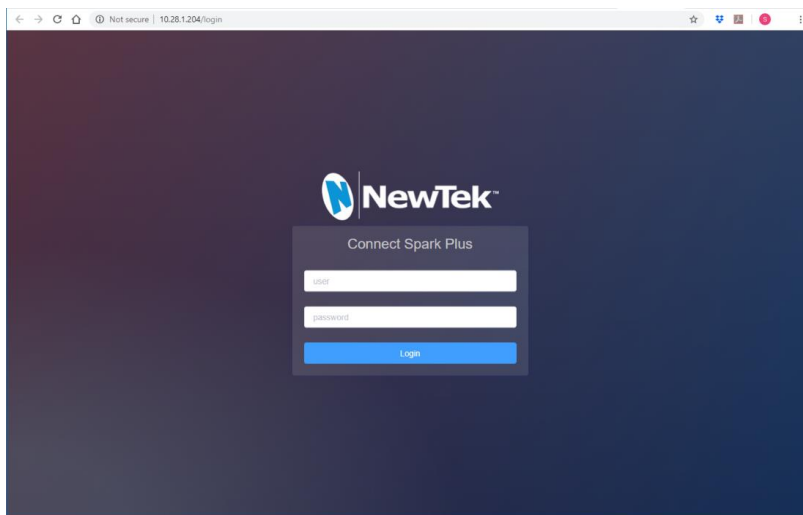 Not secure | 10.28.1.204/login
NewTek™
Connect Spark Plus
user
password
Login